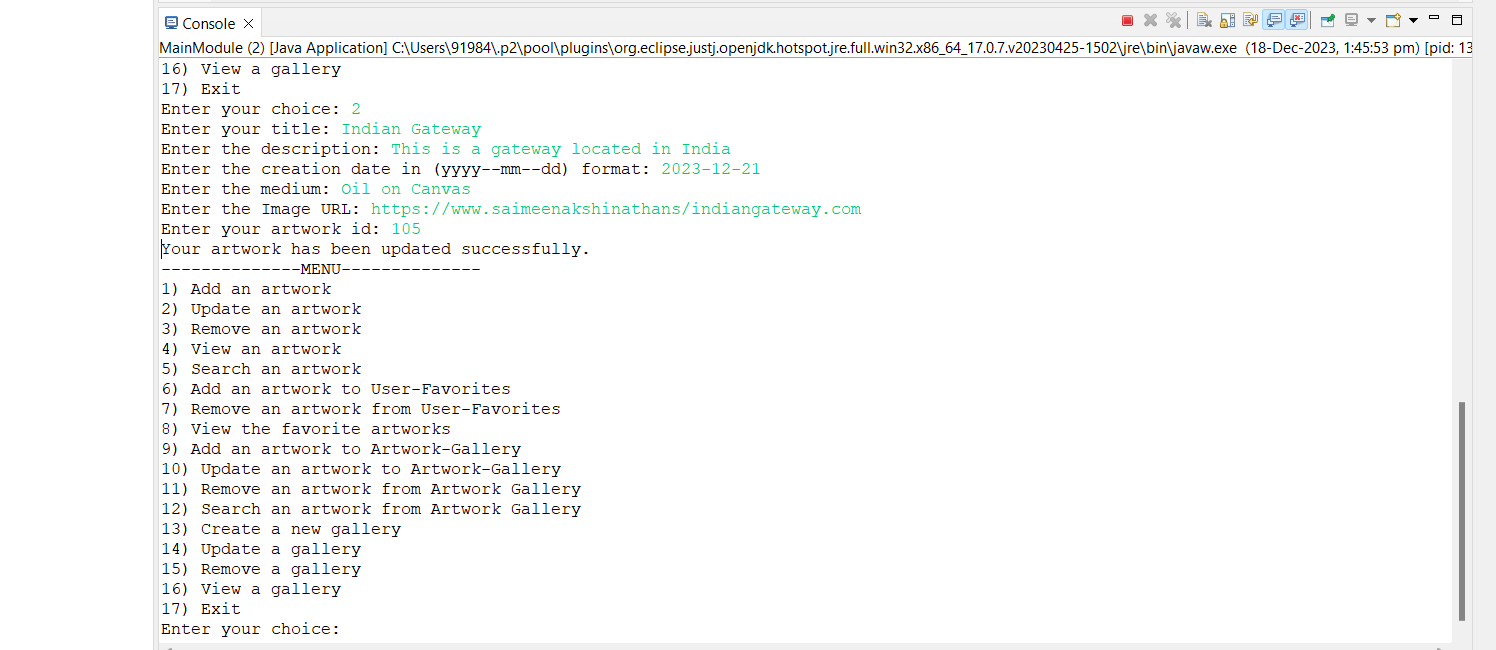 Console
MainModule (2) [Java Application] C:\Users\91984\.p2\pool\plugins\org.eclipse.justj.openjdk.hotspot.jre.full.win32.x86_64_17.0.7.v20230425-1502\jre\bin\javaw.exe (18-Dec-2023, 1:45:53 pm) [pid: 13
16) View a gallery
17) Exit
Enter your choice: 2
Enter your title: Indian Gateway
Enter the description: This is a gateway located in India
Enter the creation date in (yyyy--mm--dd) format: 2023-12-21
Enter the medium: Oil on Canvas
Enter the Image URL: https://www.saimeenakshinathans/indiangateway.com
Enter your artwork id: 105
Your artwork has been updated successfully.
--------------MENU--------------
1) Add an artwork
2) Update an artwork
3) Remove an artwork
4) View an artwork
5) Search an artwork
6) Add an artwork to User-Favorites
7) Remove an artwork from User-Favorites
8) View the favorite artworks
9) Add an artwork to Artwork-Gallery
10) Update an artwork to Artwork-Gallery
11) Remove an artwork from Artwork Gallery
12) Search an artwork from Artwork Gallery
13) Create a new gallery
14) Update a gallery
15) Remove a gallery
16) View a gallery
17) Exit
Enter your choice: